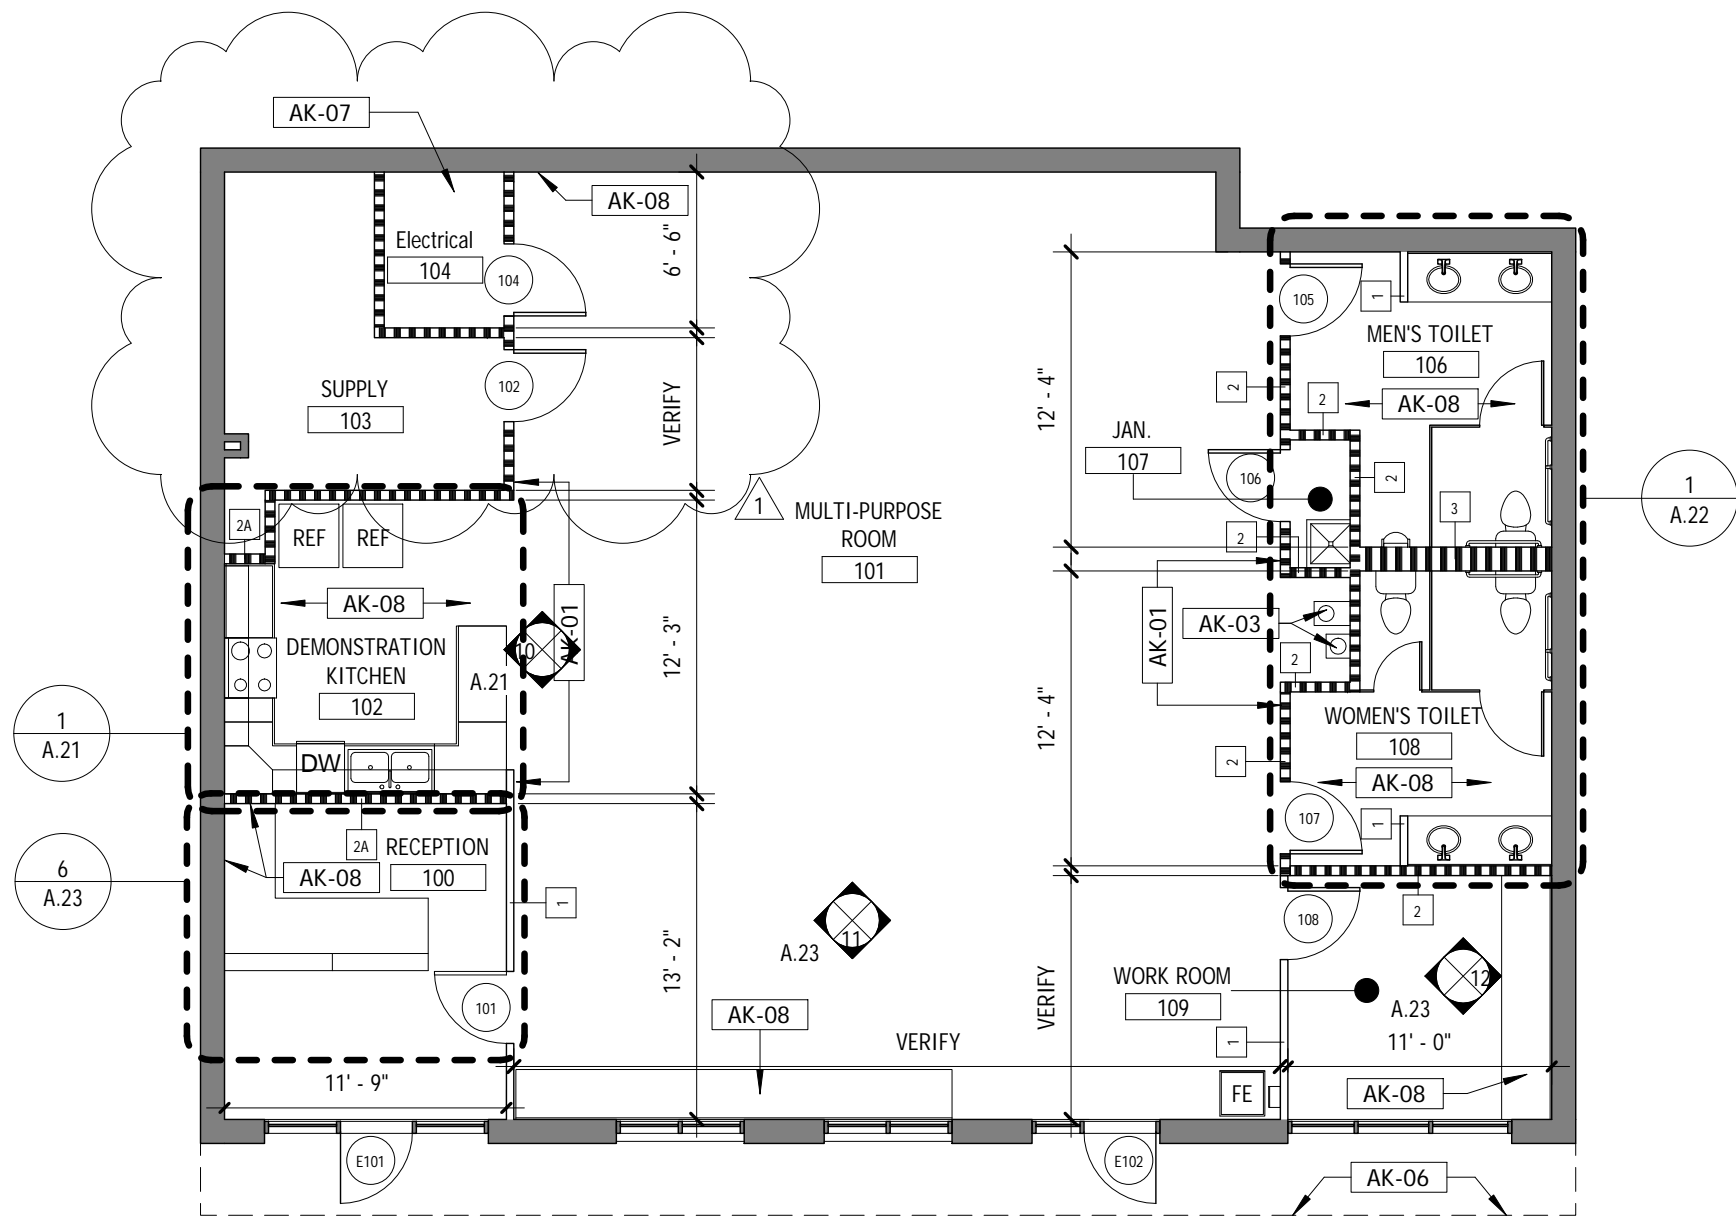 AK-07
AK-08
6' - 6"
Electrical
104
104
105
1
MEN'S TOILET
106
AK-08
102
SUPPLY
103
VERIFY
12' - 4"
2
2
JAN.
107
106
2
3
1
A.22
1
MULTI-PURPOSE
ROOM
101
2A
REF
REF
2
AK-08
AK-01
AK-01
AK-03
DEMONSTRATION
KITCHEN
102
10
A.21
12' - 3"
2
1
A.21
12' - 4"
WOMEN'S TOILET
108
AK-08
2
DW
107
1
2A
RECEPTION
100
AK-08
6
A.23
1
13' - 2"
11
A.23
108
2
WORK ROOM
109
12
A.23
11' - 0"
101
AK-08
VERIFY
VERIFY
1
11' - 9"
FE
AK-08
E101
E102
AK-06